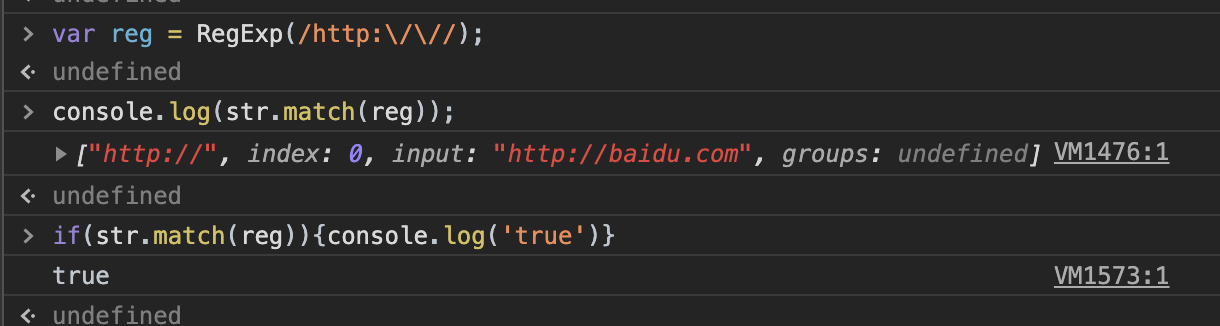 undefined
> var reg = RegExp(/http:\/\//);
undefined
> console.log(str.match(reg));
["http://", index: 0, input: "http://baidu.com", groups: undefined] VM1476:1
undefined
> if(str.match(reg)){console.log('true')}
true VM1573:1
undefined